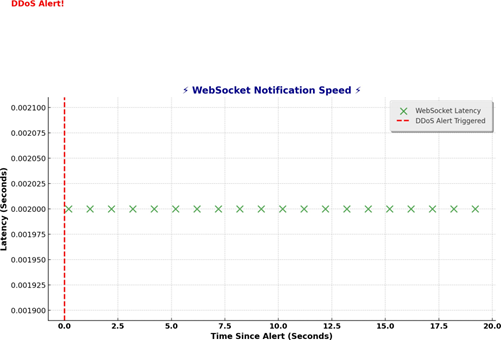 DDoS Alert!
⚡ WebSocket Notification Speed ⚡
WebSocket Latency
DDoS Alert Triggered
Latency (Seconds)
0.002100
0.002075
0.002050
0.002025
0.002000
0.001975
0.001950
0.001925
0.001900
0.0 2.5 5.0 7.5 10.0 12.5 15.0 17.5 20.0
Time Since Alert (Seconds)